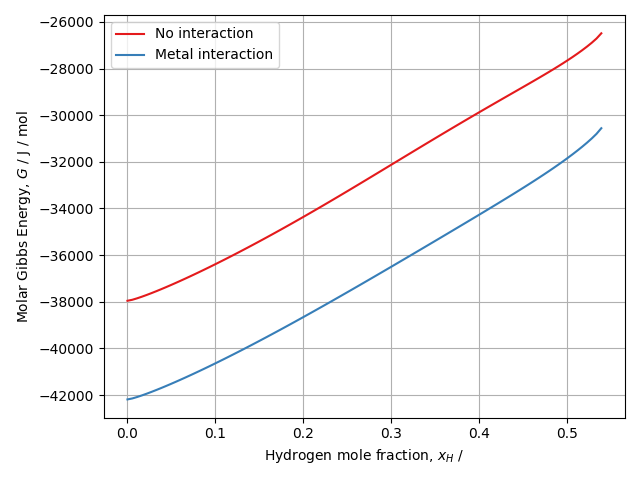 −26000
−28000
−30000
−32000
−34000
−36000
−38000
−40000
−42000
Molar Gibbs Energy, G / J / mol
No interaction
Metal interaction
0.0 0.1 0.2 0.3 0.4 0.5
Hydrogen mole fraction, x_H /